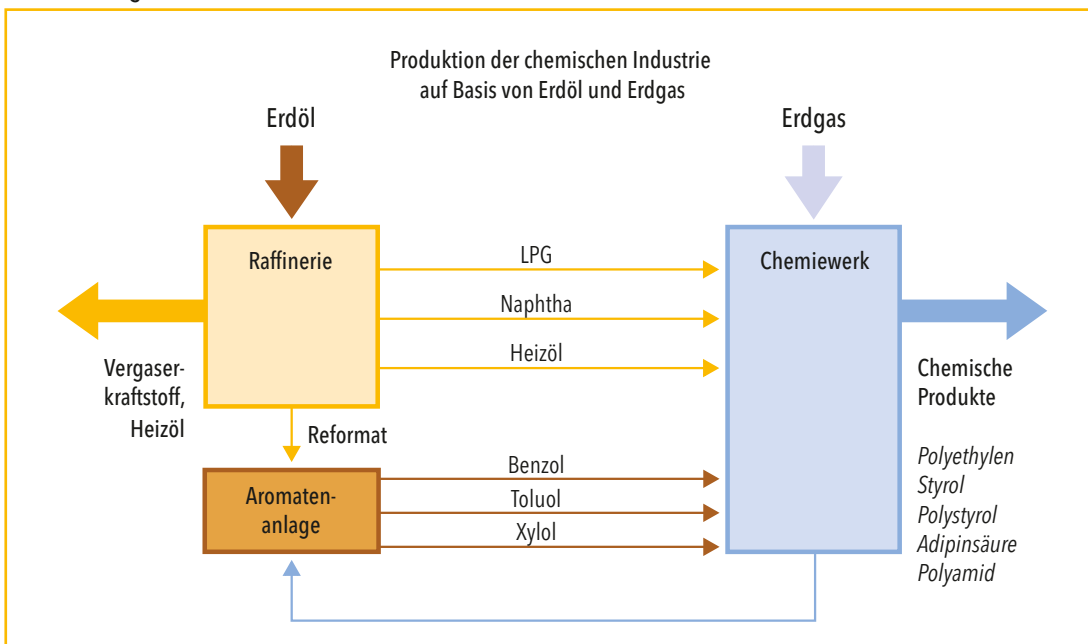 Produktion der chemischen Industrie
auf Basis von Erdöl und Erdgas
Erdöl
Erdgas
Raffinerie
LPG
Chemiewerk
Naphtha
Heizöl
Vergaser-
kraftstoff,
Heizöl
Chemische
Produkte
Reformat
Aromaten-
anlage
Benzol
Toluol
Xylol
Polyethylen
Styrol
Polystyrol
Adipinsäure
Polyamid